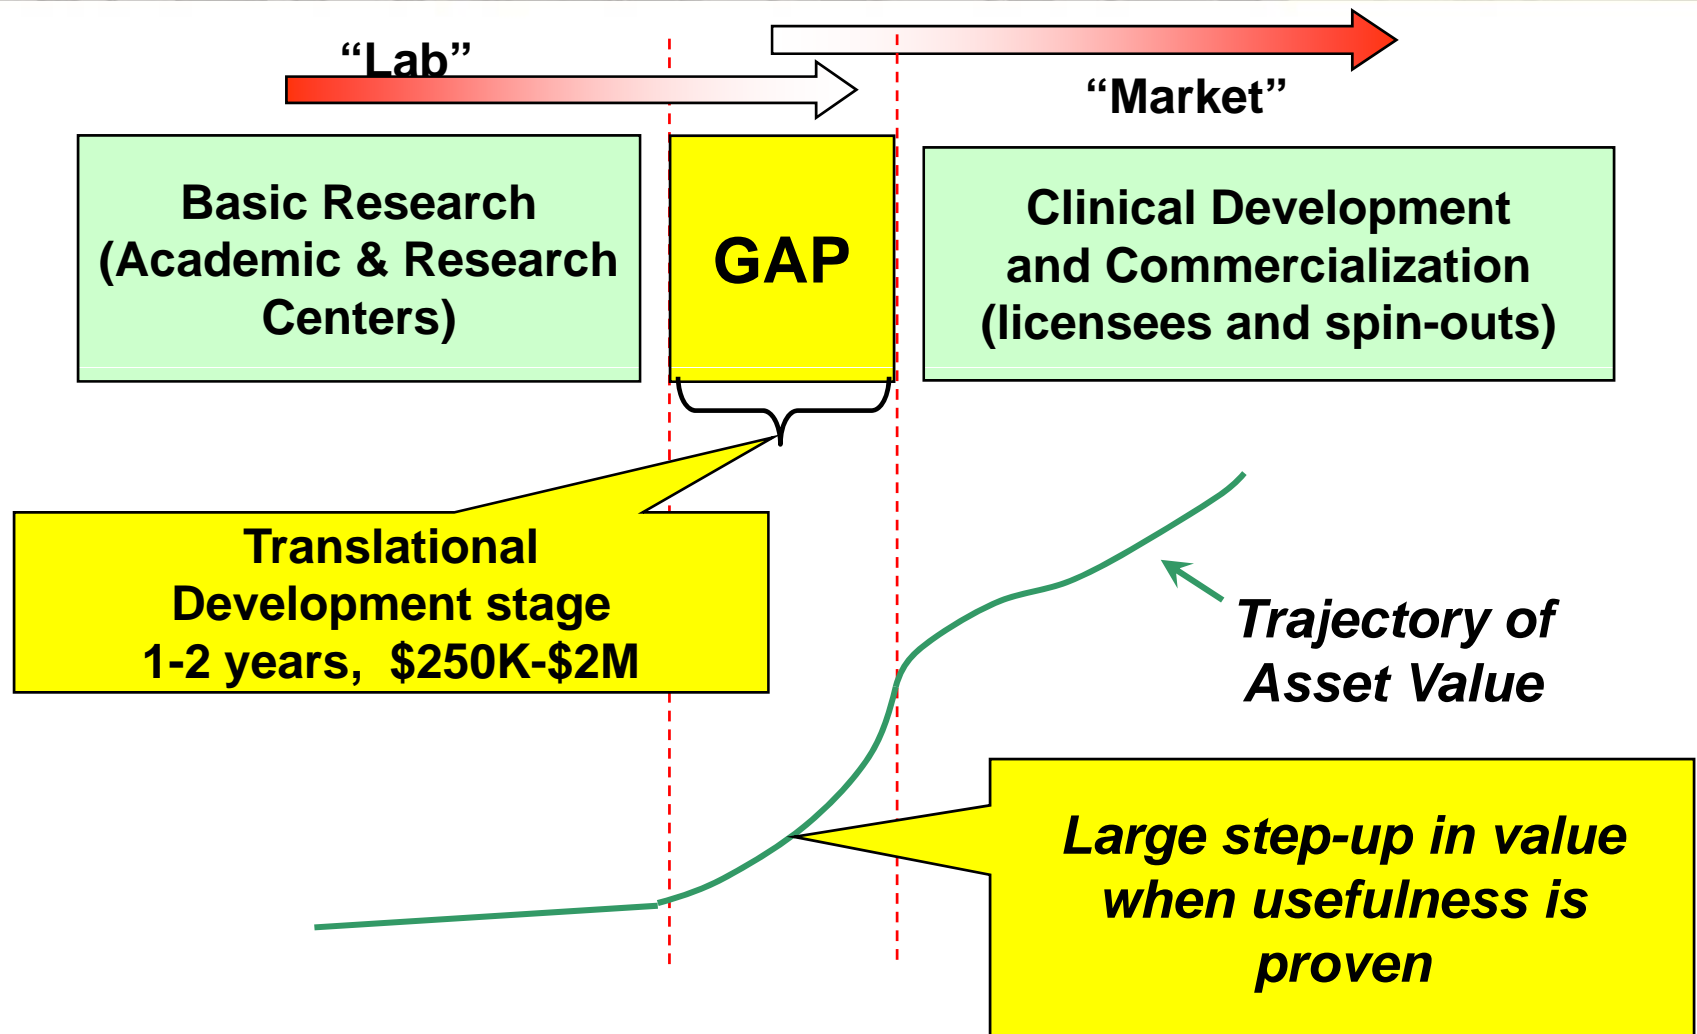 “Lab”
“Market”
Basic Research
(Academic & Research
Centers)
GAP
Clinical Development
and Commercialization
(licensees and spin-outs)
Translational
Development stage
1-2 years,  $250K-$2M
Trajectory of
Asset Value
Large step-up in value
when usefulness is
proven